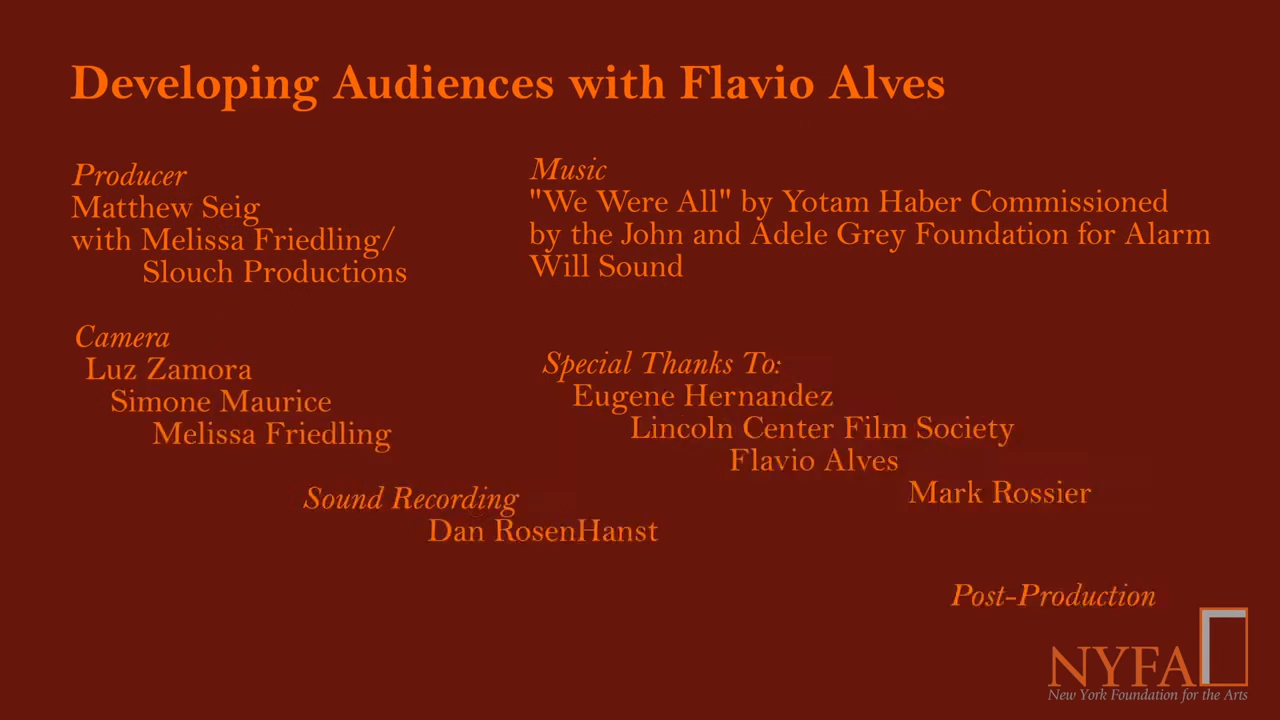 Developing Audiences with Flavio Alves
Producer
Matthew Seig
with Melissa Friedling/
Slouch Productions
Music
"We Were All" by Yotam Haber Commissioned
by the John and Adele Grey Foundation for Alarm
Will Sound
Camera
Luz Zamora
Simone Maurice
Melissa Friedling
Special Thanks To:
Eugene Hernandez
Lincoln Center Film Society
Flavio Alves
Mark Rossier
Sound Recording
Dan RosenHanst
Post-Production
NYFA
New York Foundation for the Arts